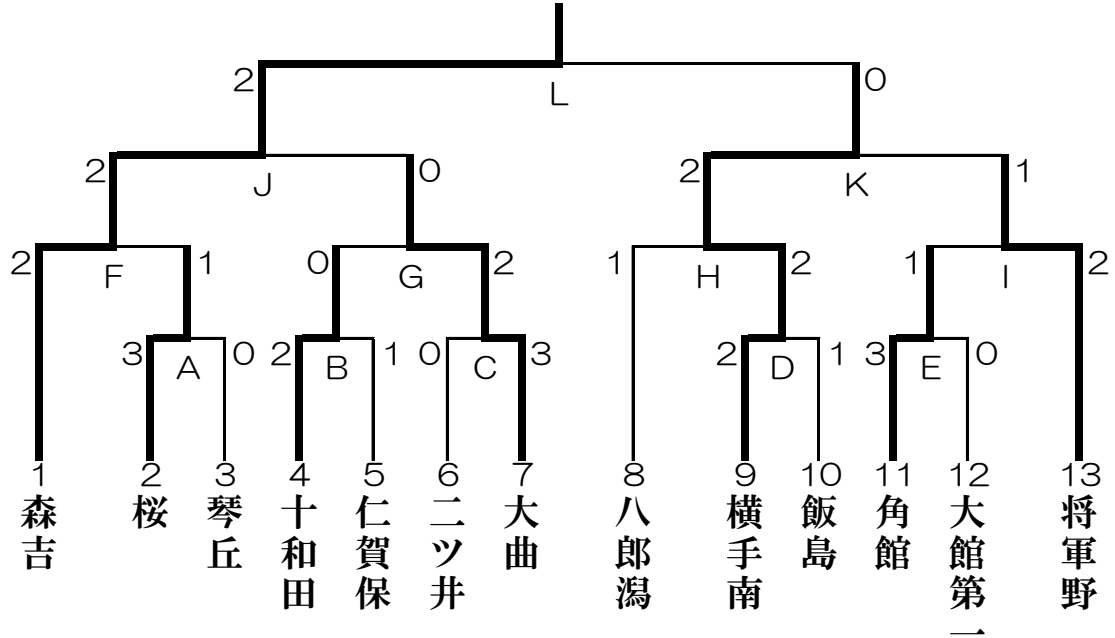 2 L 0
2 J 0 2 K 1
2 F 1 0 G 2 1 H 2 1 I 2
3 A 0 2 B 1 0 C 3 2 D 1 3 E 0
1 2 3 4 5 6 7 8 9 10 11 12 13
森吉
桜
琴丘
十和田
仁賀保
二ツ井
大曲
八郎潟
横手南
飯島
角館
大館第一
将軍野